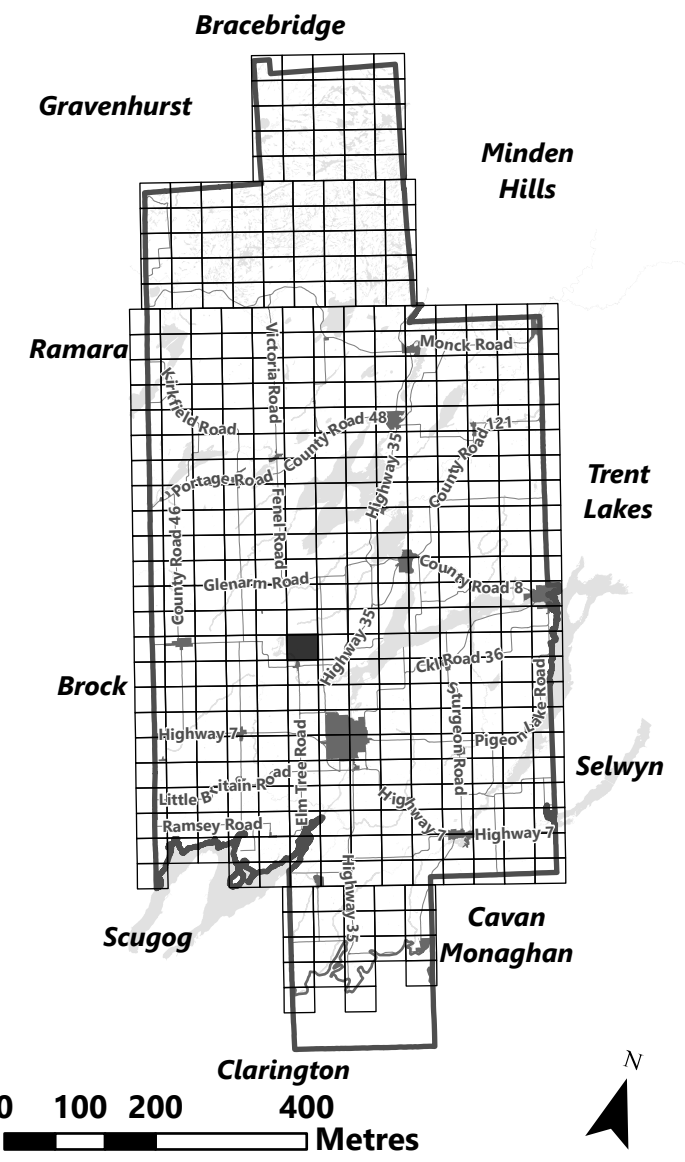 Bracebridge
Gravenhurst
Minden
Hills
Ramara
Monck Road
Victoria Road
Kirkfield Road
County Road 48
County Road 121
Highway 35
Portage Road
Trent
Lakes
Fenel Road
County Road 46
Glenarm Road
County Road 8
Highway 35
Ckl Road 36
Brock
Sturgeon Road
Pigeon Lake Road
Highway 7
Elm Tree Road
Selwyn
Little Britain Road
Highway 7
Ramsey Road
Highway 7
Highway 35
Scugog
Cavan
Monaghan
Clarington
N
0 100 200 400
Metres